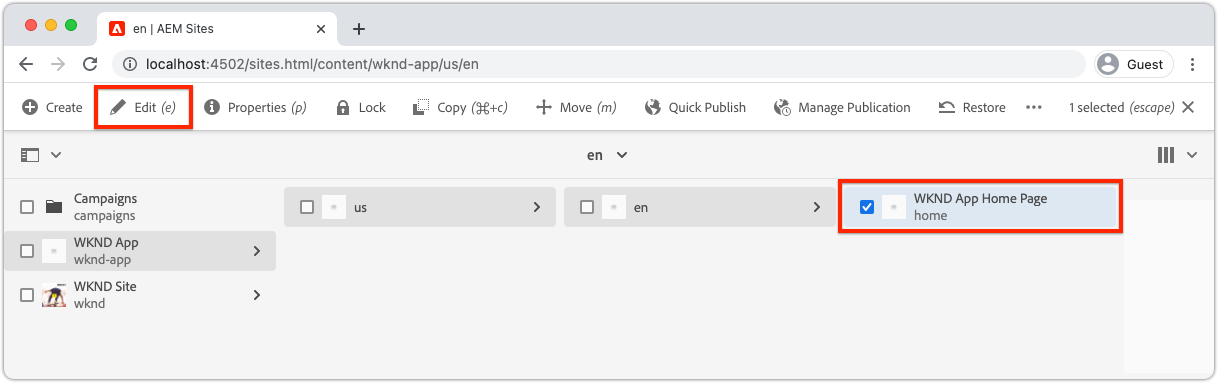 en | AEM Sites
localhost:4502/sites.html/content/wknd-app/us/en
Guest
Create
Edit (e)
Properties (p)
Lock
Copy (⌘+c)
Move (m)
Quick Publish
Manage Publication
Restore
1 selected (escape)
en
Campaigns
campaigns
WKND App
wknd-app
WKND Site
wknd
us
en
WKND App Home Page
home